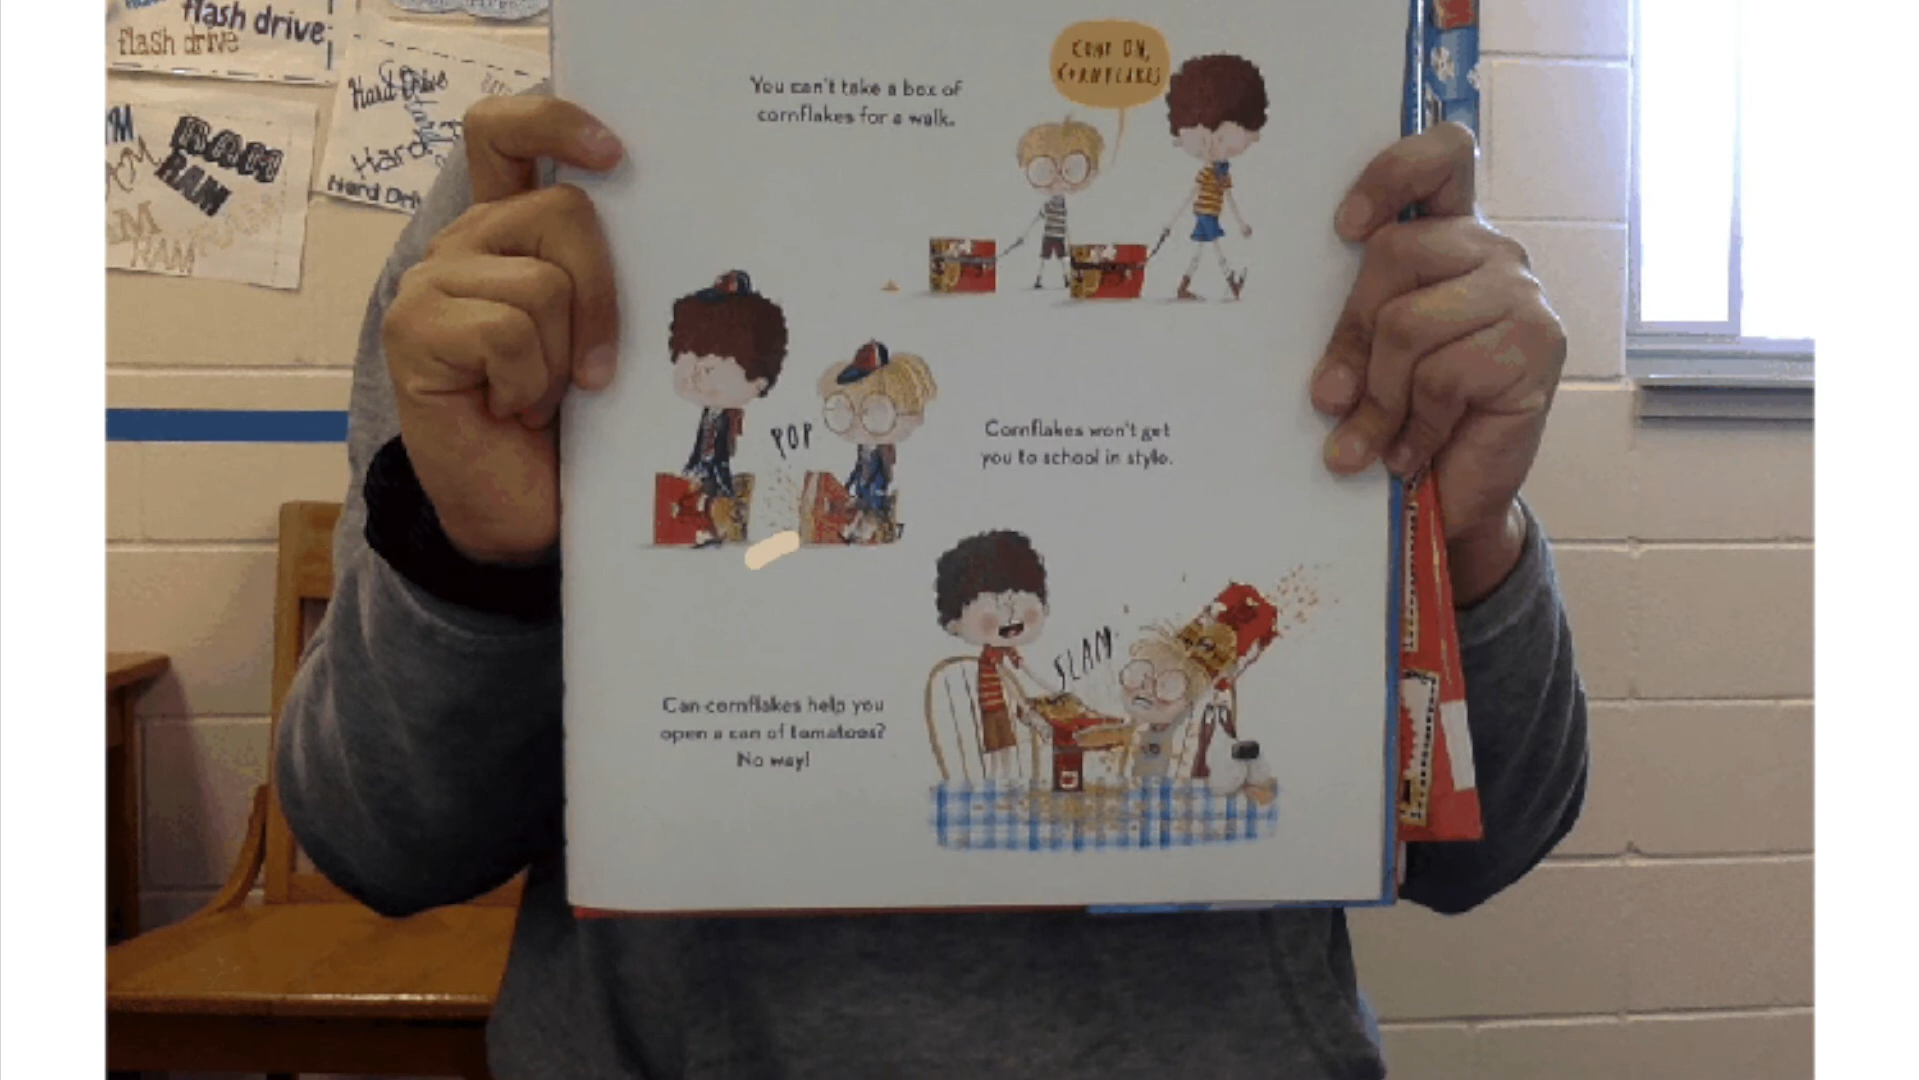 flash drive
flash drive
Hard Drive
Hard
Hard Dri
RAM
RAM
RAM
You can't take a box of
cornflakes for a walk.
COME ON,
CORNFLAKES
POP
Cornflakes won't get
you to school in style.
SLAM
Can cornflakes help you
open a can of tomatoes?
No way!